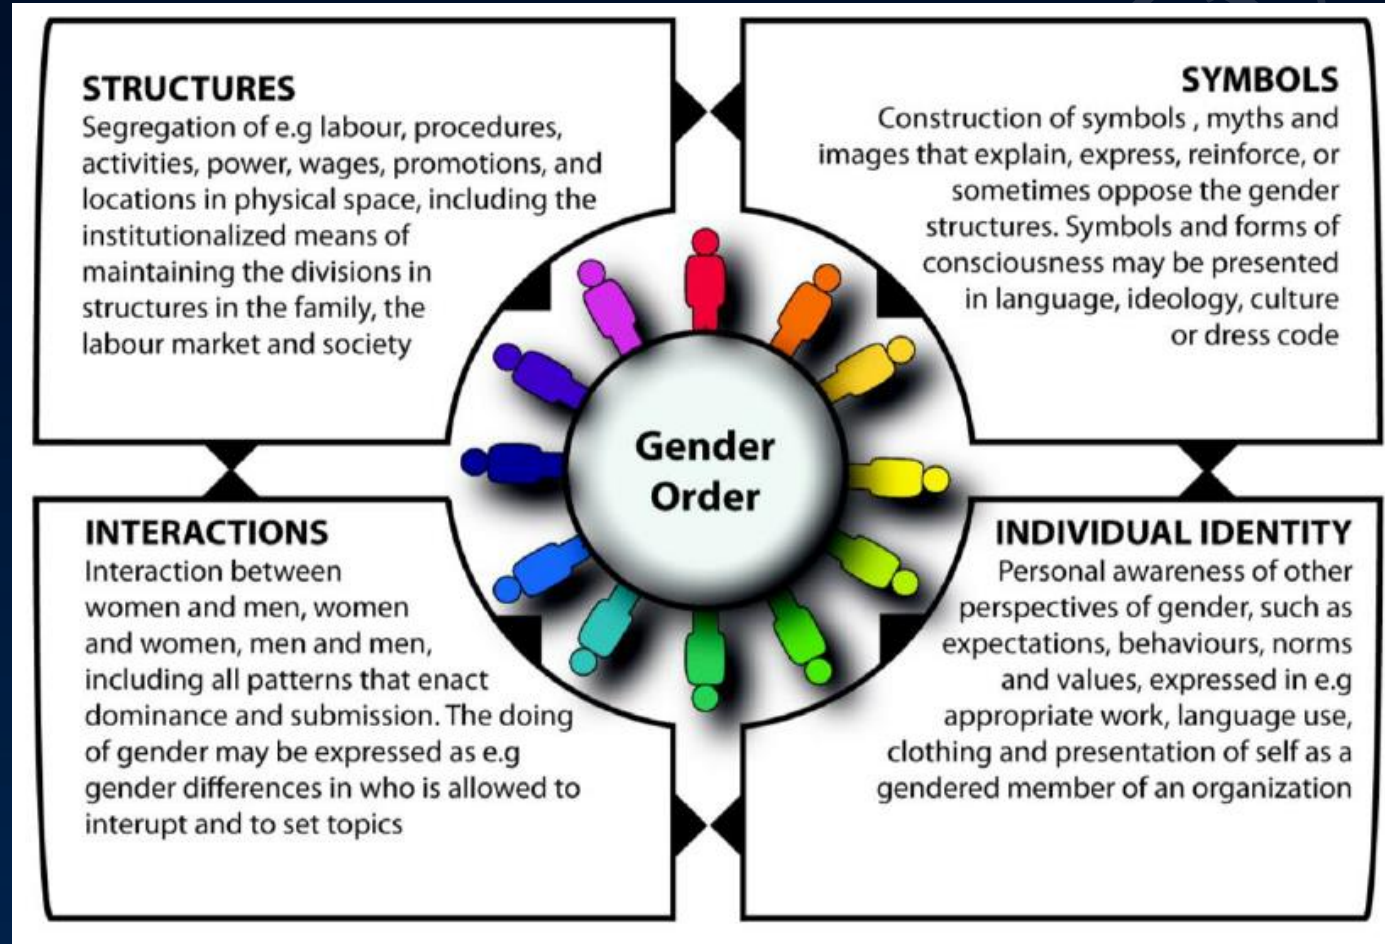 STRUCTURES
Segregation of e.g labour, procedures,
activities, power, wages, promotions, and
locations in physical space, including the
institutionalized means of
maintaining the divisions in
structures in the family, the
labour market and society
SYMBOLS
Construction of symbols , myths and
images that explain, express, reinforce, or
sometimes oppose the gender
structures. Symbols and forms of
consciousness may be presented
in language, ideology, culture
or dress code
Gender
Order
INTERACTIONS
Interaction between
women and men, women
and women, men and men,
including all patterns that enact
dominance and submission. The doing
of gender may be expressed as e.g
gender differences in who is allowed to
interupt and to set topics
INDIVIDUAL IDENTITY
Personal awareness of other
perspectives of gender, such as
expectations, behaviours, norms
and values, expressed in e.g
appropriate work, language use,
clothing and presentation of self as a
gendered member of an organization